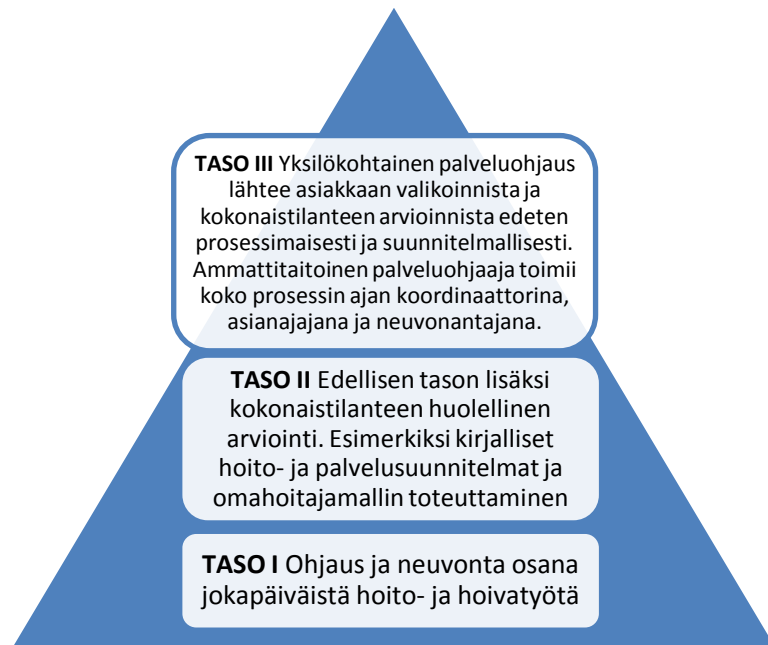 TASO III Yksilökohtainen palveluohjaus
lähtee asiakkaan valikoinnista ja
kokonaistilanteen arvioinnista edeten
prosessimaisesti ja suunnitelmallisesti.
Ammattitaitoinen palveluohjaaja toimii
koko prosessin ajan koordinaattorina,
asianajajana ja neuvonantajana.
TASO II Edellisen tason lisäksi
kokonaistilanteen huolellinen
arviointi. Esimerkiksi kirjalliset
hoito- ja palvelusuunnitelmat ja
omahoitajamallin toteuttaminen
TASO I Ohjaus ja neuvonta osana
jokapäiväistä hoito- ja hoivatyötä